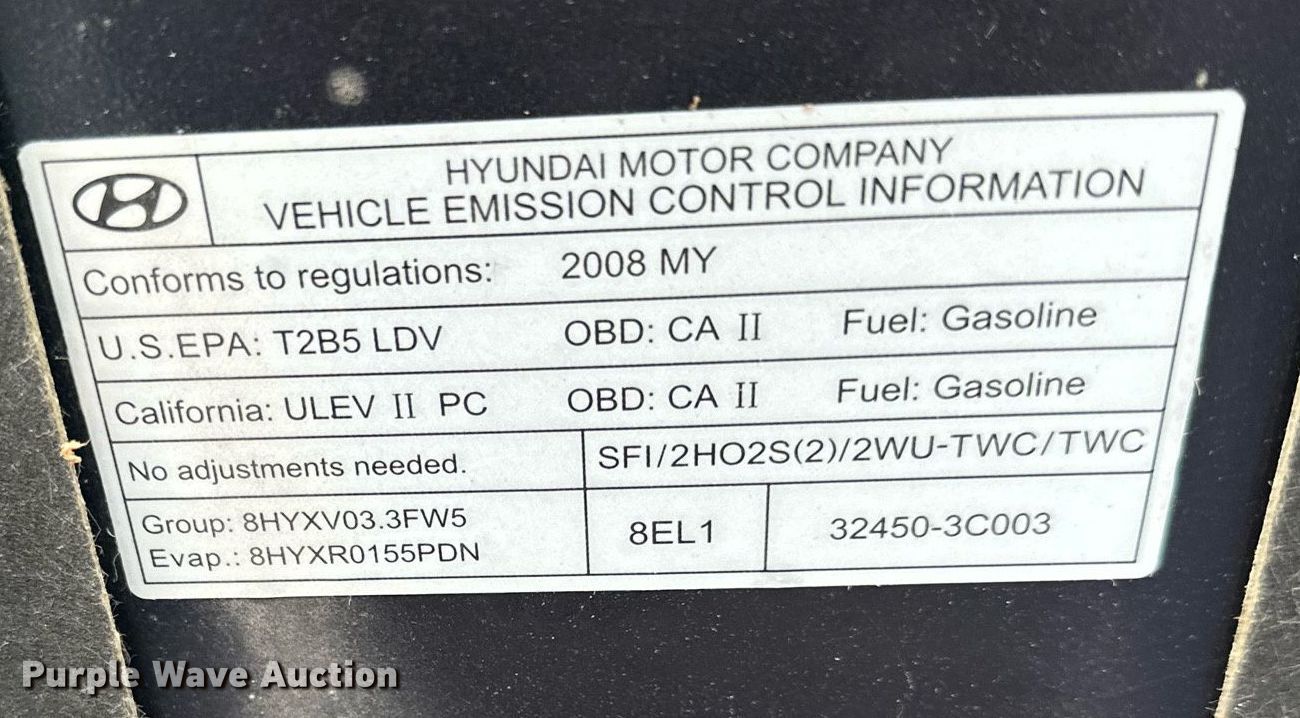 HYUNDAI MOTOR COMPANY
VEHICLE EMISSION CONTROL INFORMATION
Conforms to regulations: 2008 MY
U.S.EPA: T2B5 LDV OBD: CA II Fuel: Gasoline
California: ULEV II PC OBD: CA II Fuel: Gasoline
No adjustments needed. SFI/2HO2S(2)/2WU-TWC/TWC
Group: 8HYXV03.3FW5
Evap.: 8HYXR0155PDN
8EL1 32450-3C003
Purple Wave Auction